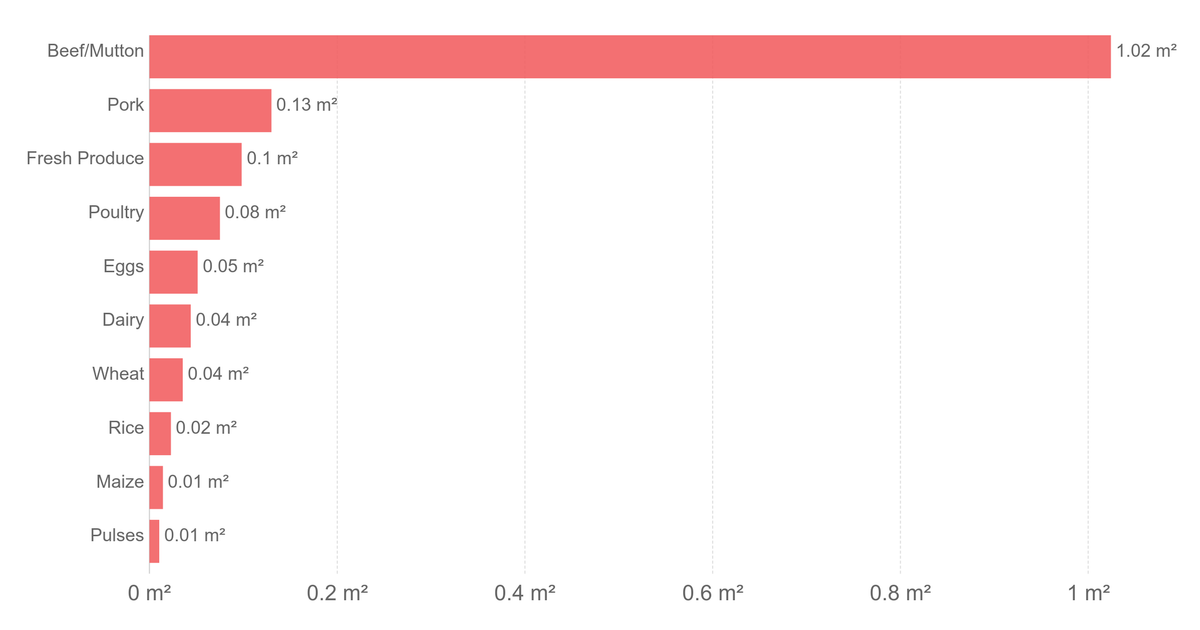 Beef/Mutton 1.02 m²
Pork 0.13 m²
Fresh Produce 0.1 m²
Poultry 0.08 m²
Eggs 0.05 m²
Dairy 0.04 m²
Wheat 0.04 m²
Rice 0.02 m²
Maize 0.01 m²
Pulses 0.01 m²
0 m² 0.2 m² 0.4 m² 0.6 m² 0.8 m² 1 m²